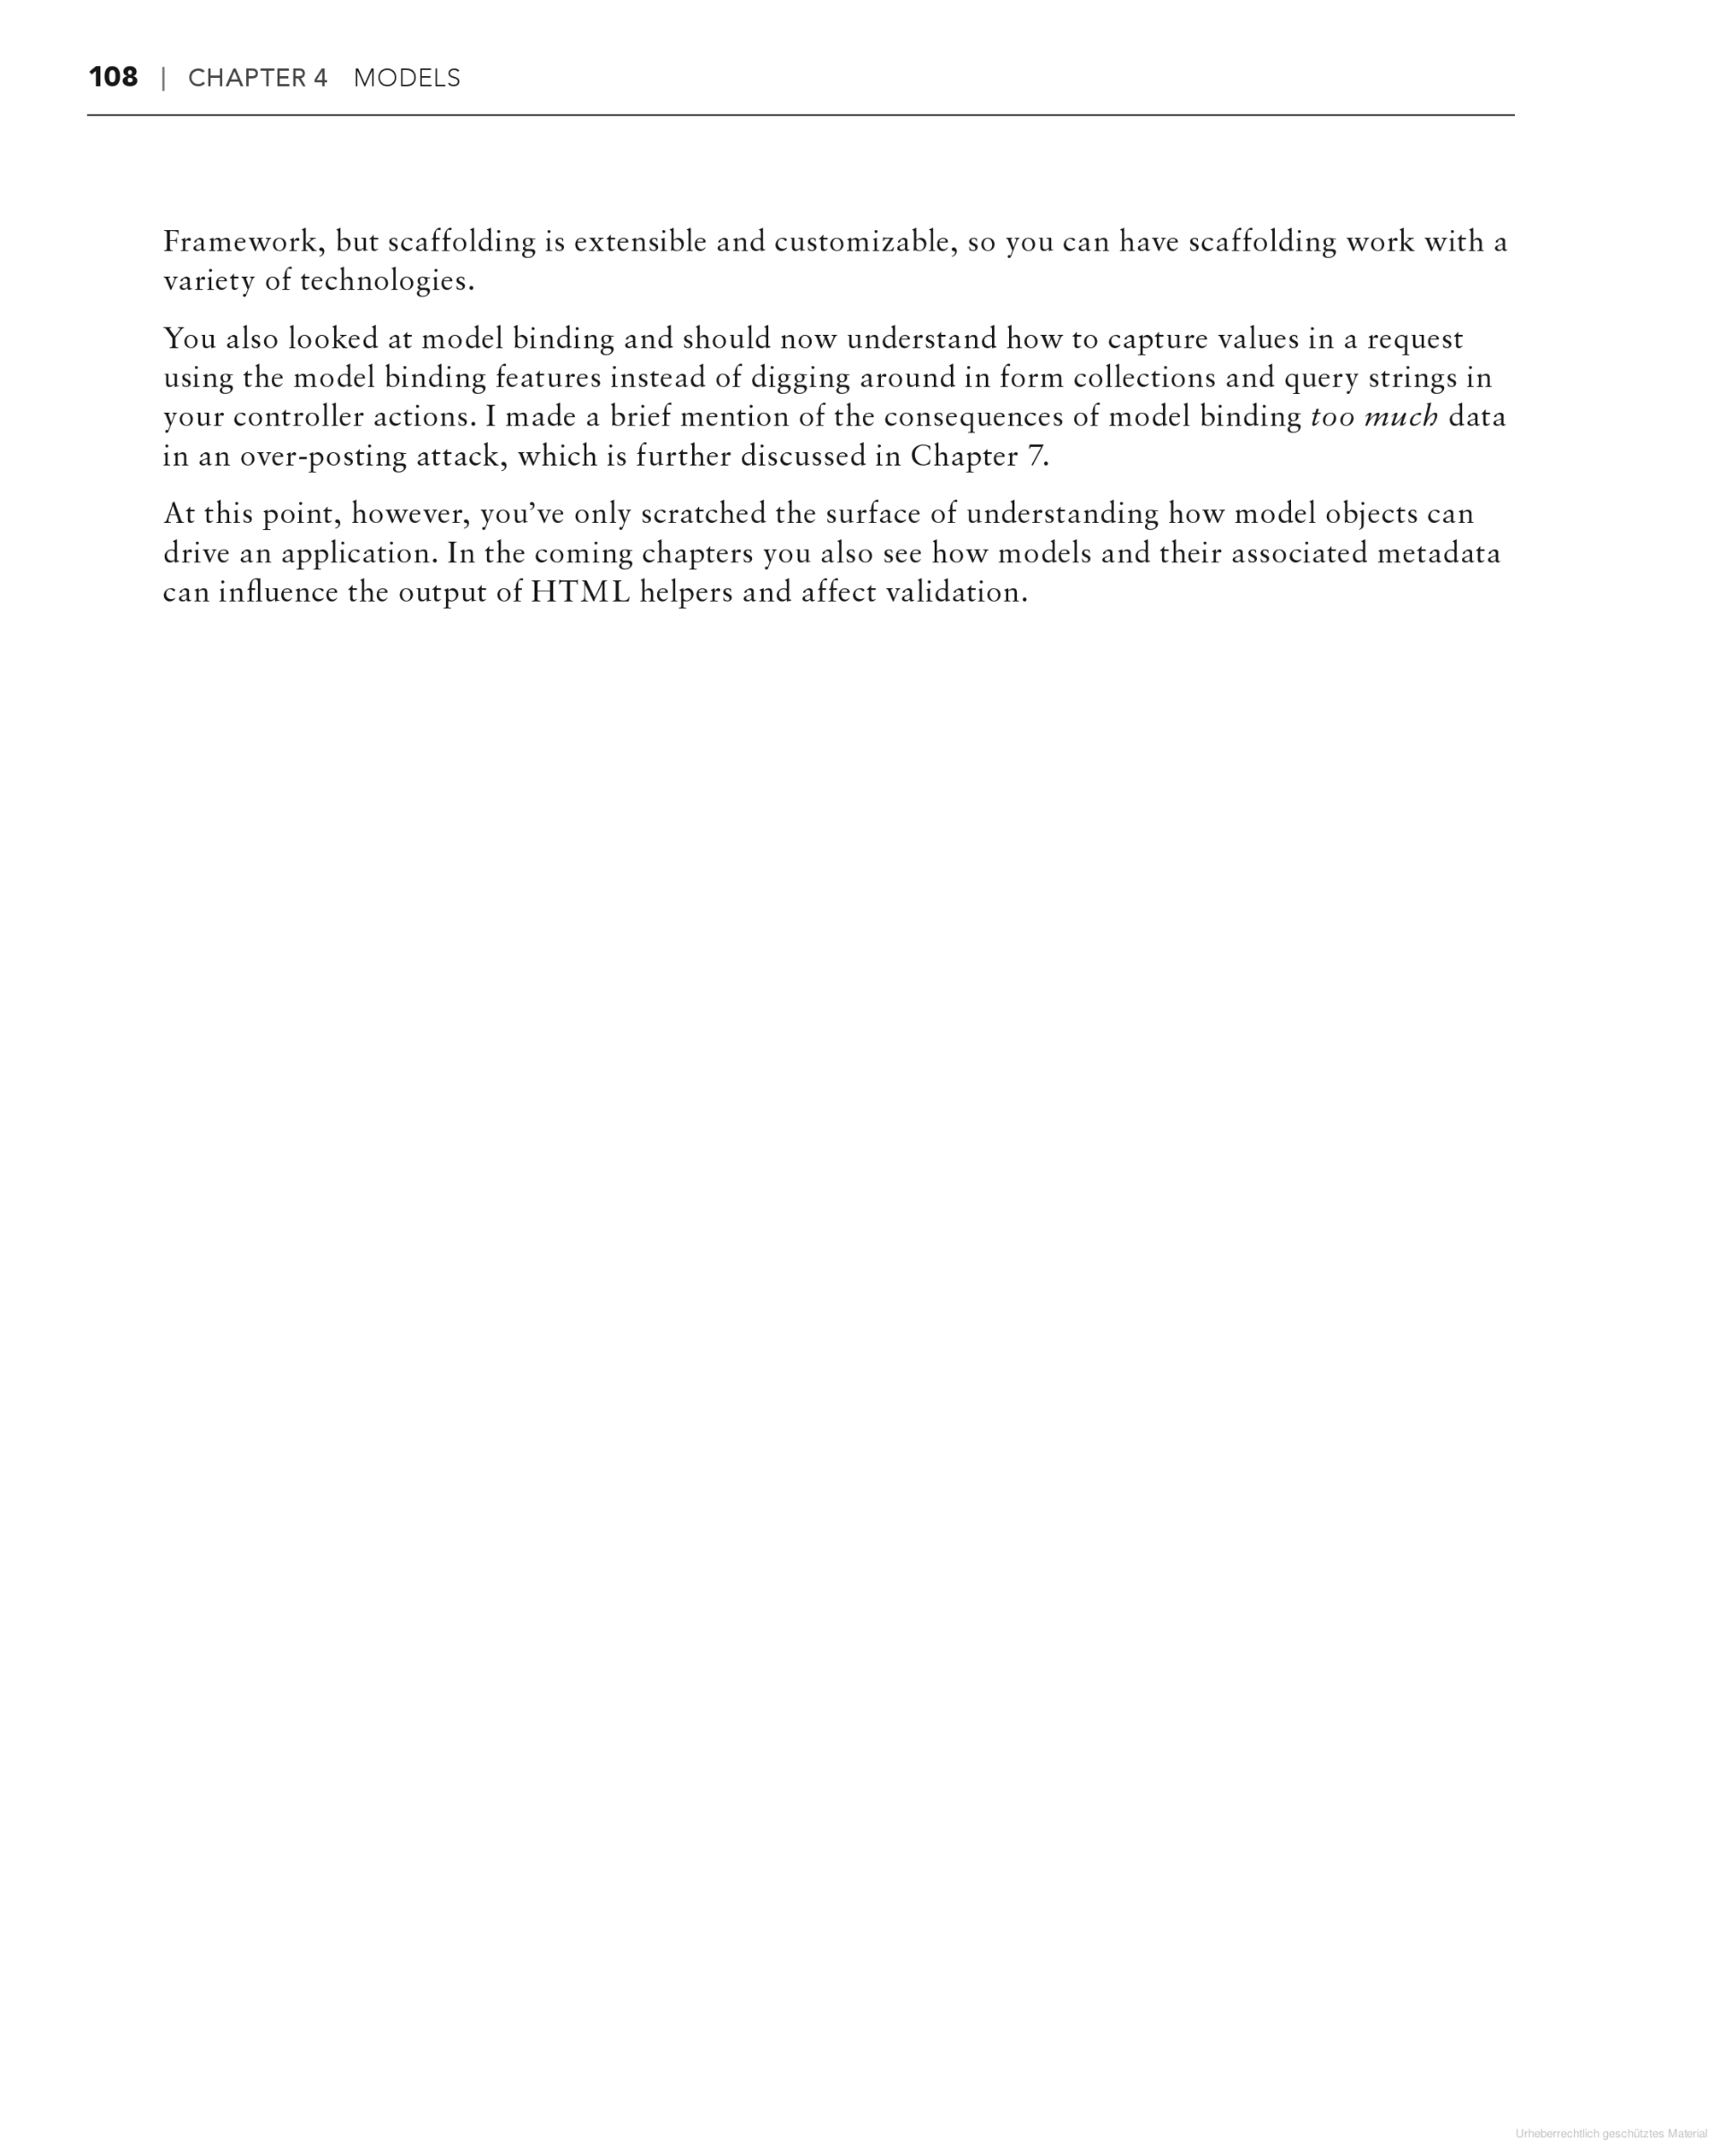 108 | CHAPTER 4 MODELS
Framework, but scaffolding is extensible and customizable, so you can have scaffolding work with a
variety of technologies.
You also looked at model binding and should now understand how to capture values in a request
using the model binding features instead of digging around in form collections and query strings in
your controller actions. I made a brief mention of the consequences of model binding too much data
in an over-posting attack, which is further discussed in Chapter 7.
At this point, however, you’ve only scratched the surface of understanding how model objects can
drive an application. In the coming chapters you also see how models and their associated metadata
can influence the output of HTML helpers and affect validation.
Urheberrechtlich geschütztes Material